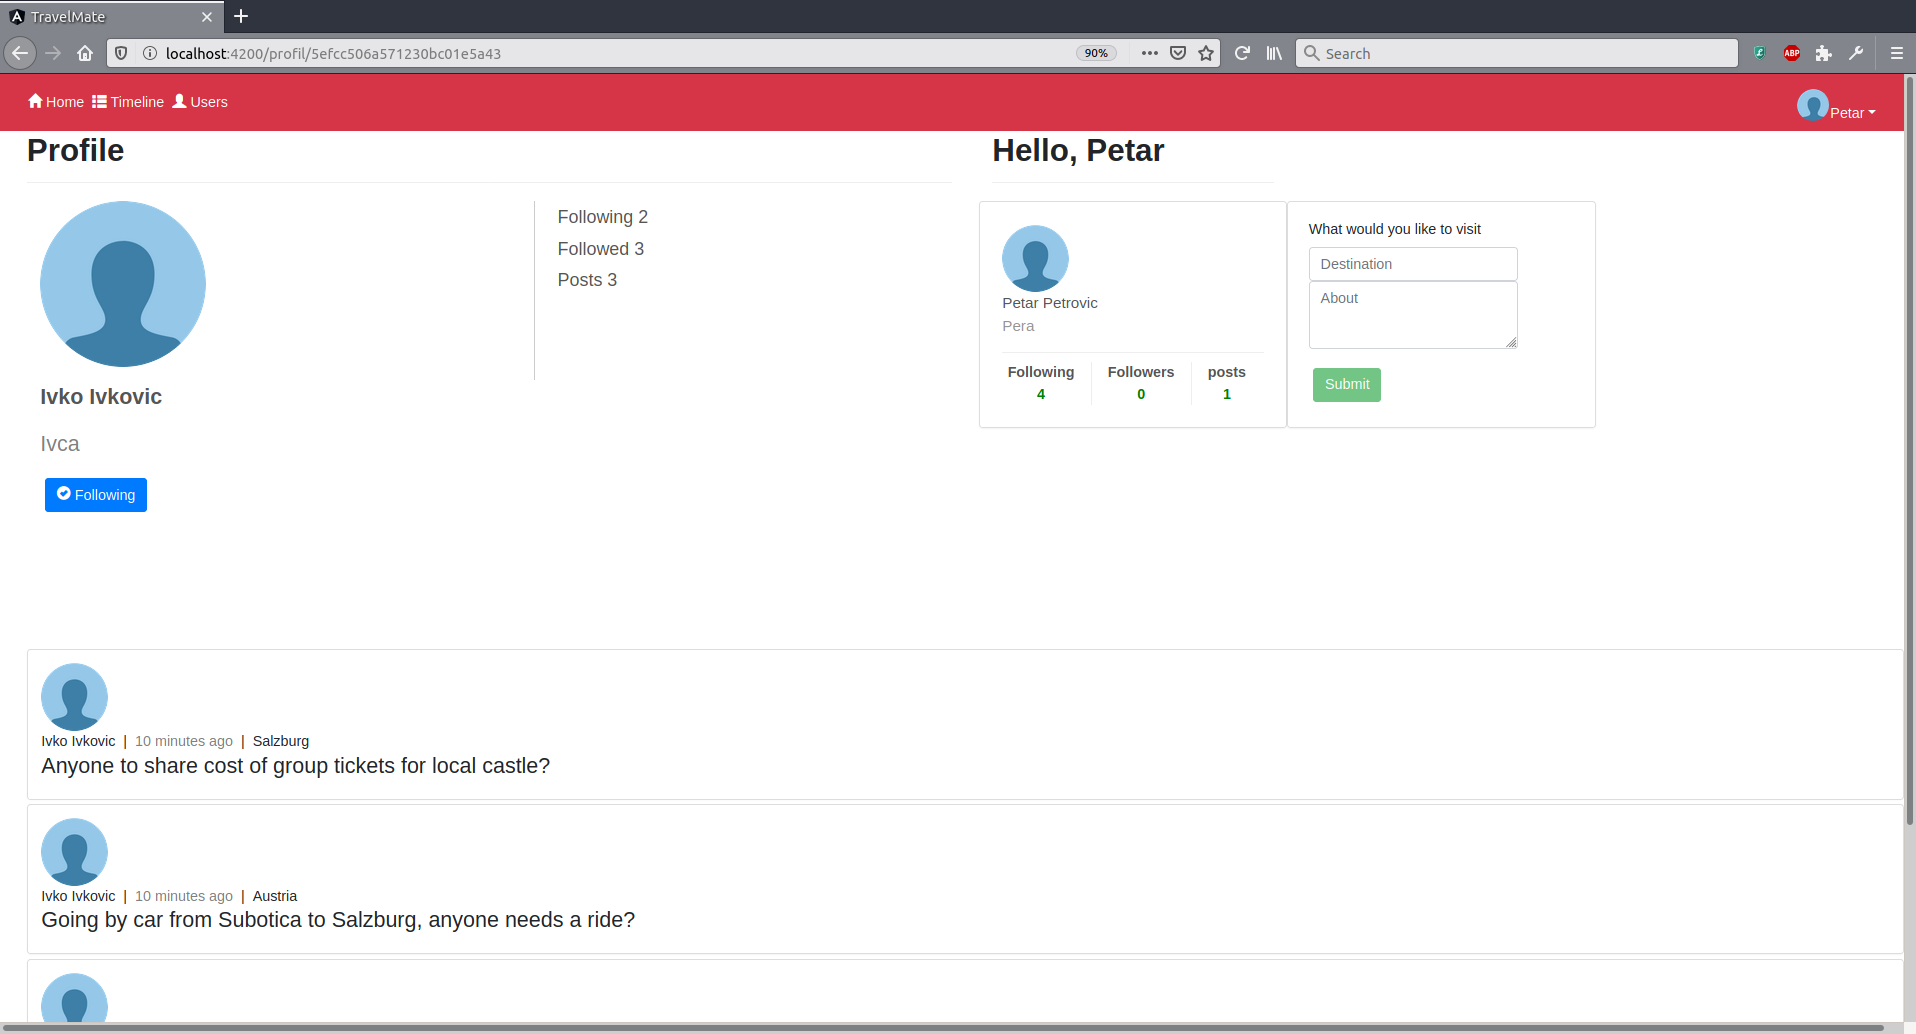 TravelMate
localhost:4200/profil/5efcc506a571230bc01e5a43
90%
Search
ABP
Home Timeline Users
Petar
Profile
Following 2
Followed 3
Posts 3
Ivko Ivkovic
Ivca
Following
Hello, Petar
Petar Petrovic
Pera
Following Followers posts
4 0 1
What would you like to visit
Destination
About
Submit
Ivko Ivkovic | 10 minutes ago | Salzburg
Anyone to share cost of group tickets for local castle?
Ivko Ivkovic | 10 minutes ago | Austria
Going by car from Subotica to Salzburg, anyone needs a ride?